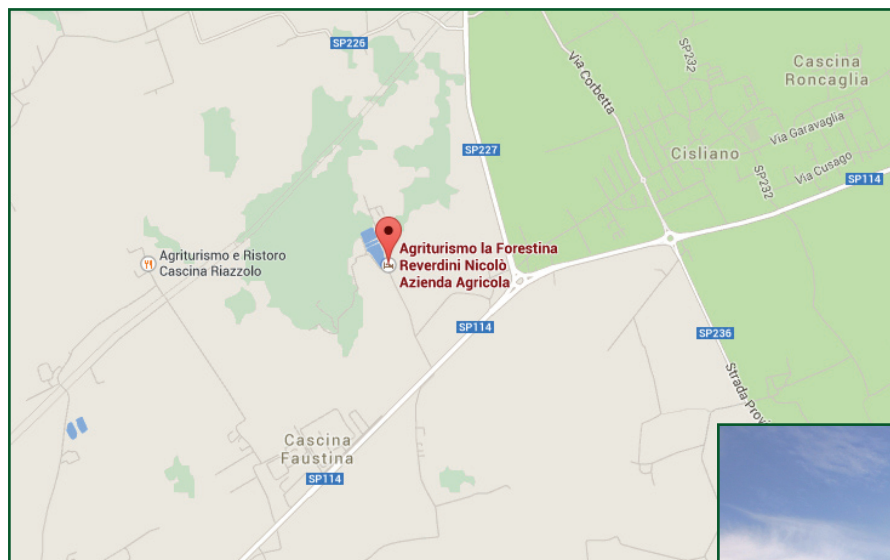 SP226
SP232
Via Corbetta
Cascina
Roncaglia
Via Garavaglia
SP227
Cisliano
Via Cusago
SP232
SP114
Agriturismo e Ristoro
Cascina Riazzolo
Agriturismo la Forestina
Reverdini Nicolò
Azienda Agricola
SP114
SP236
Strada Provi
Cascina
Faustina
SP114